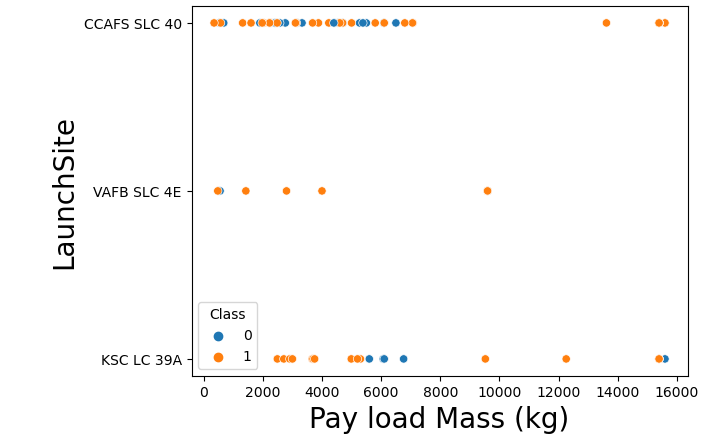 CCAFS SLC 40
VAFB SLC 4E
KSC LC 39A
LaunchSite
Class
0
1
0 2000 4000 6000 8000 10000 12000 14000 16000
Pay load Mass (kg)